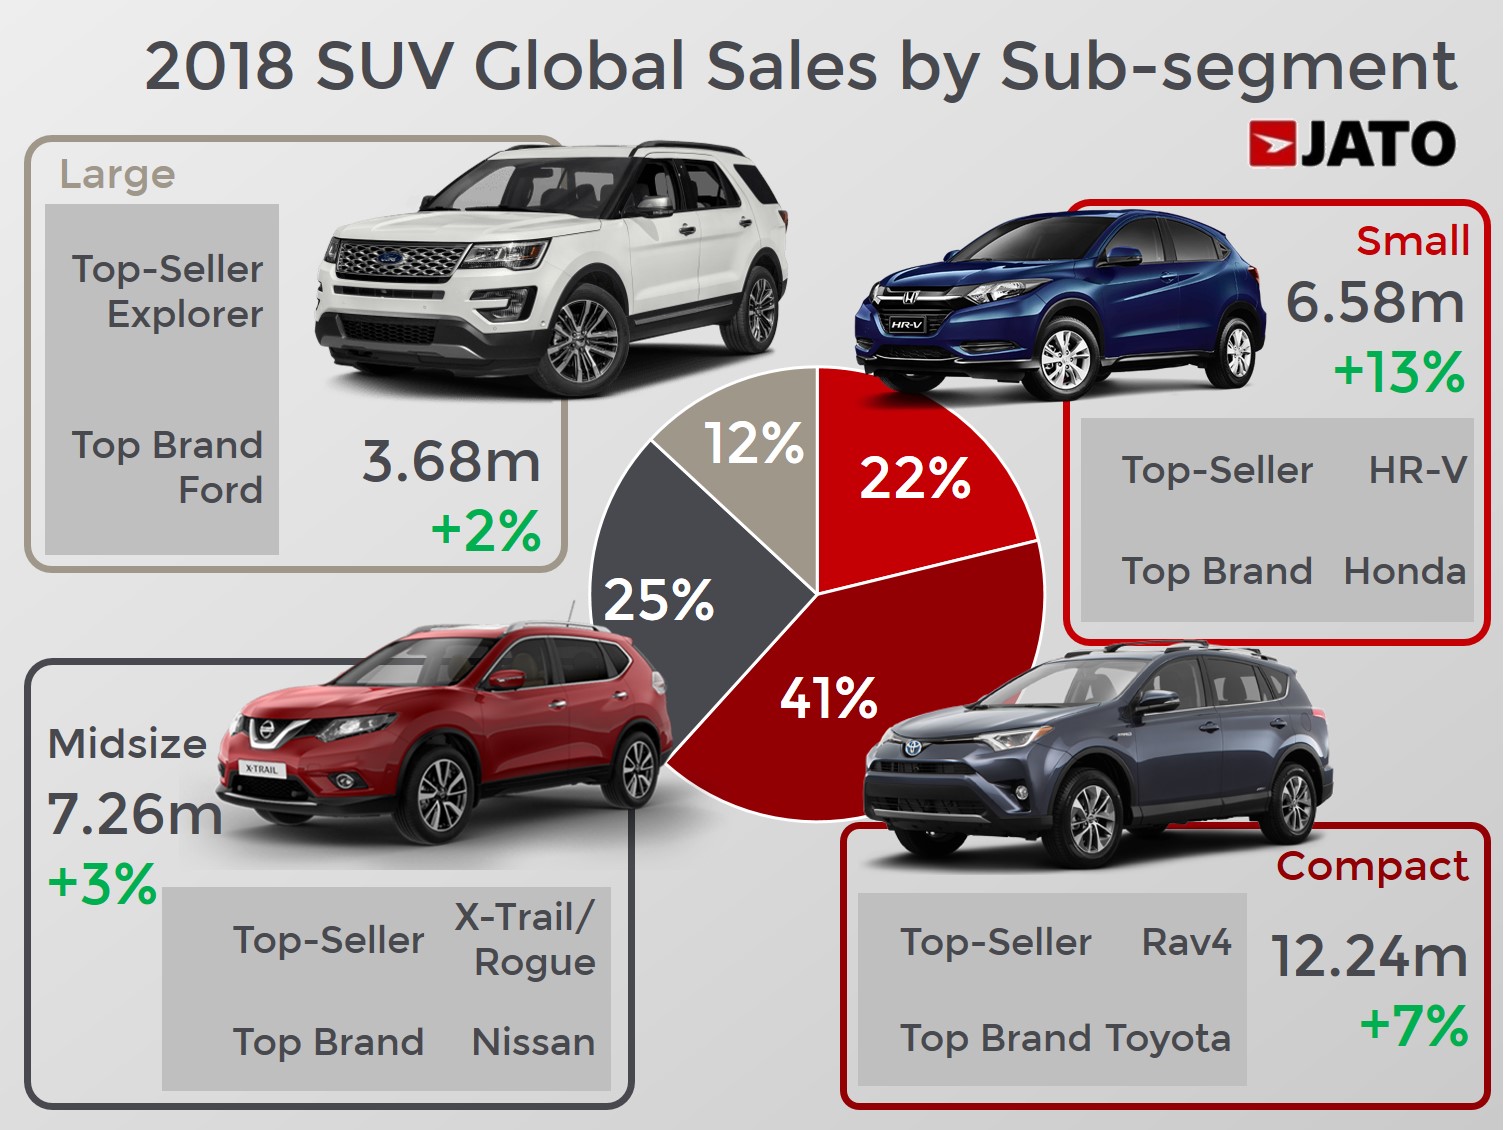 2018 SUV Global Sales by Sub-segment
JATO
Large
Top-Seller
Explorer
Top Brand
Ford
3.68m
+2%
Small
6.58m
+13%
HR-V
Top-Seller HR-V
Top Brand Honda
12%
22%
25%
41%
Midsize
7.26m
+3%
X-TRAIL
Top-Seller X-Trail/
Rogue
Top Brand Nissan
Compact
12.24m
+7%
Top-Seller Rav4
Top Brand Toyota